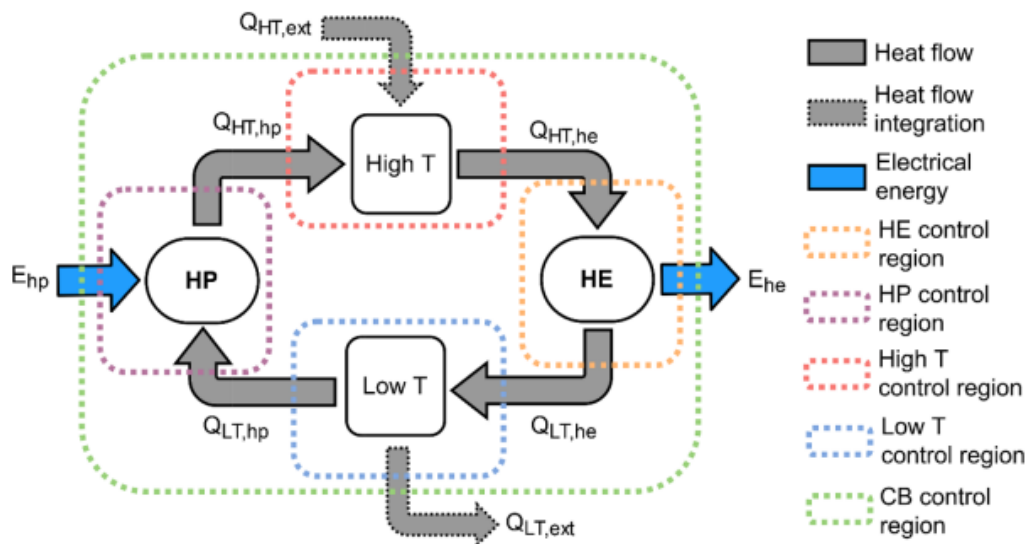 Q_HT,ext
Q_HT,hp
Q_HT,he
High T
E_hp
HP
HE
E_he
Low T
Q_LT,hp
Q_LT,he
Q_LT,ext
Heat flow
Heat flow
integration
Electrical
energy
HE control
region
HP control
region
High T
control region
Low T
control region
CB control
region